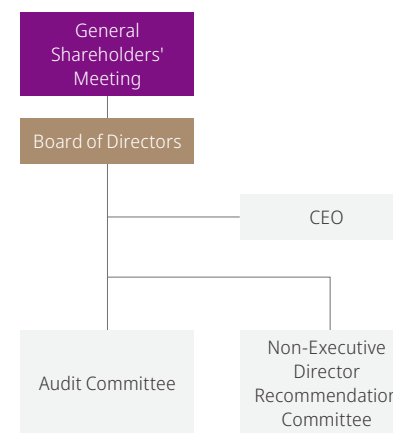 General
Shareholders'
Meeting
Board of Directors
CEO
Audit Committee
Non-Executive
Director
Recommendation
Committee